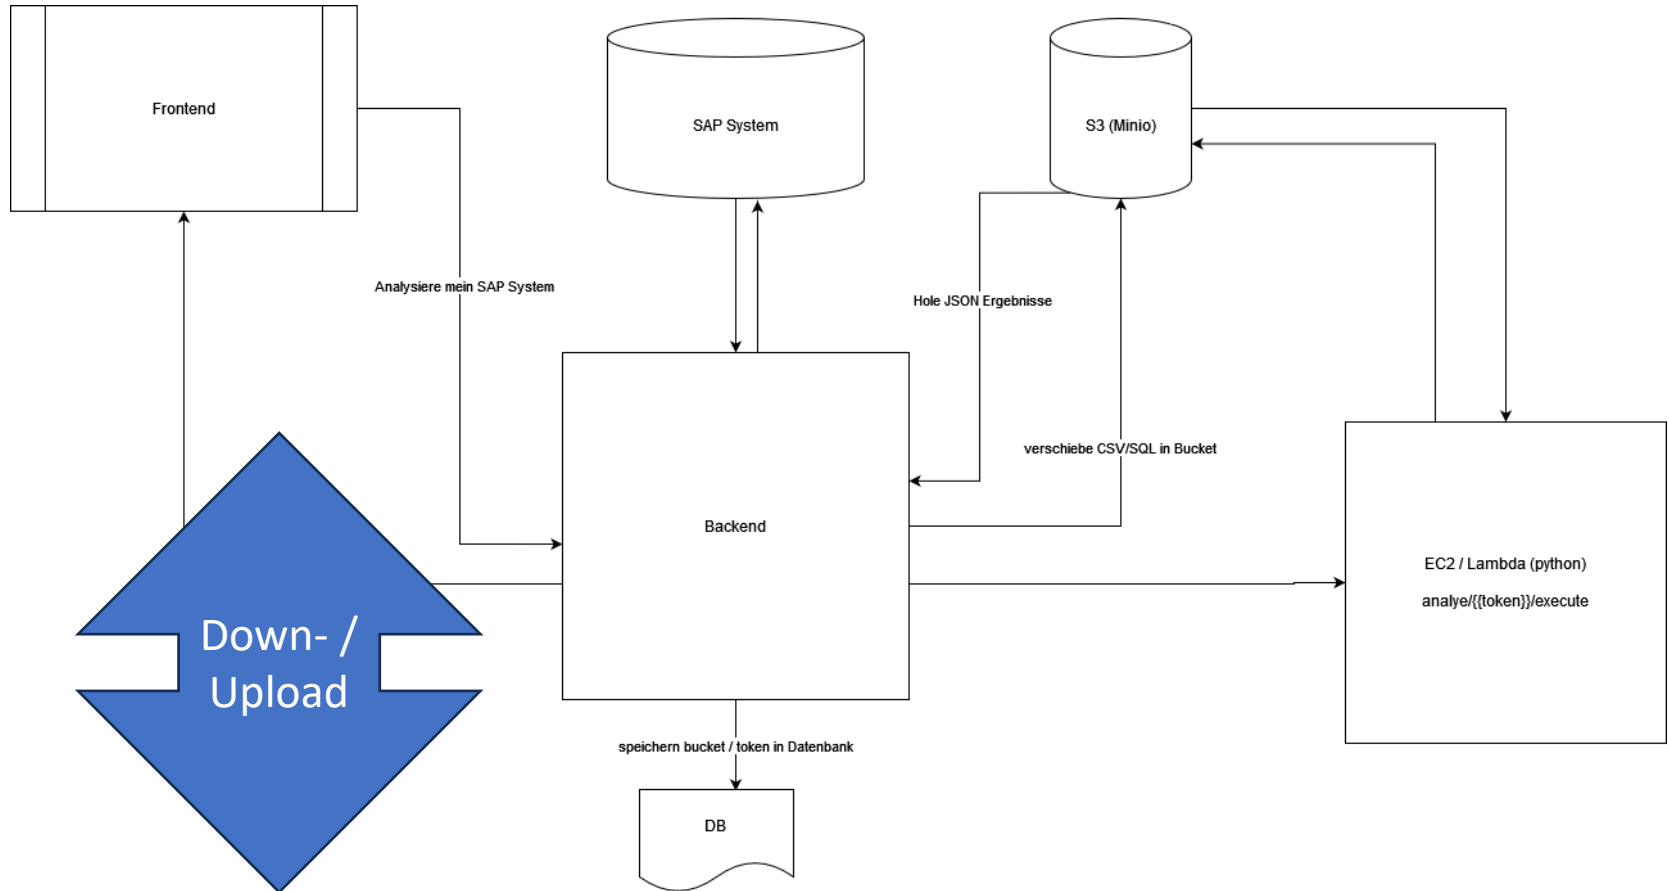 Frontend
SAP System
S3 (Minio)
Analysiere mein SAP System
Hole JSON Ergebnisse
verschiebe CSV/SQL in Bucket
Backend
EC2 / Lambda (python)
analye/{{token}}/execute
Down- /
Upload
speichern bucket / token in Datenbank
DB